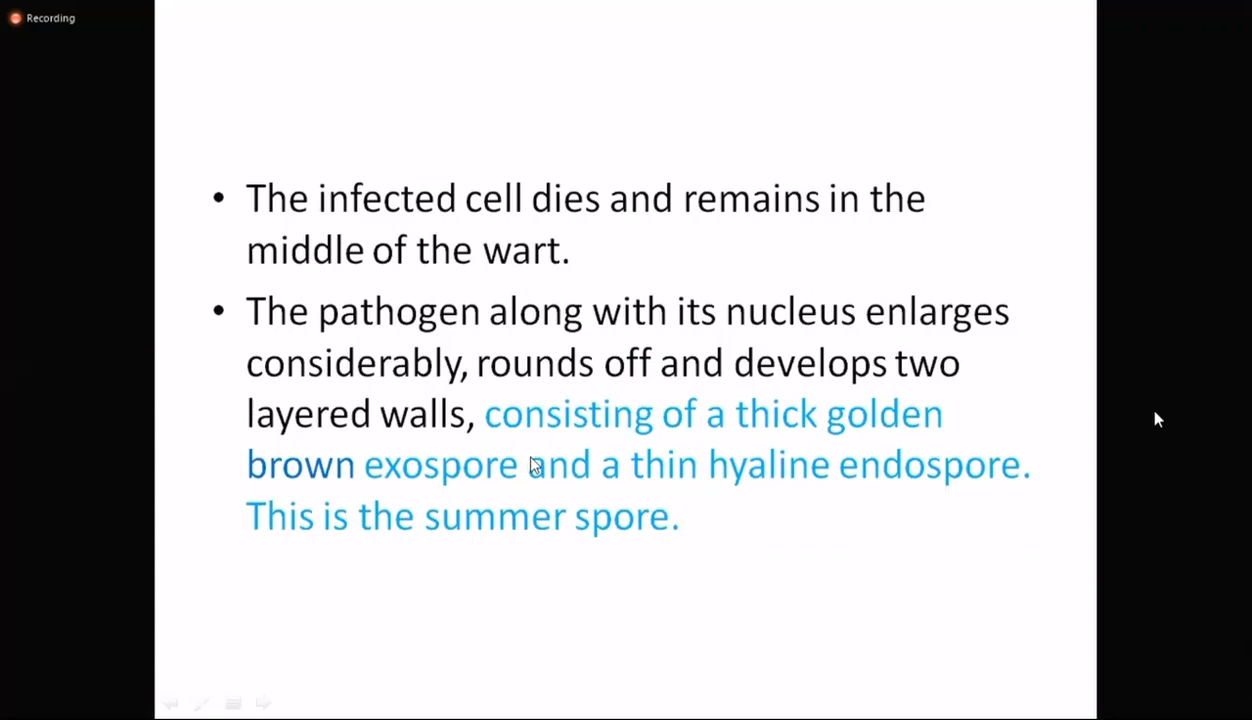 Recording
• The infected cell dies and remains in the
middle of the wart.
• The pathogen along with its nucleus enlarges
considerably, rounds off and develops two
layered walls, consisting of a thick golden
brown exospore and a thin hyaline endospore.
This is the summer spore.